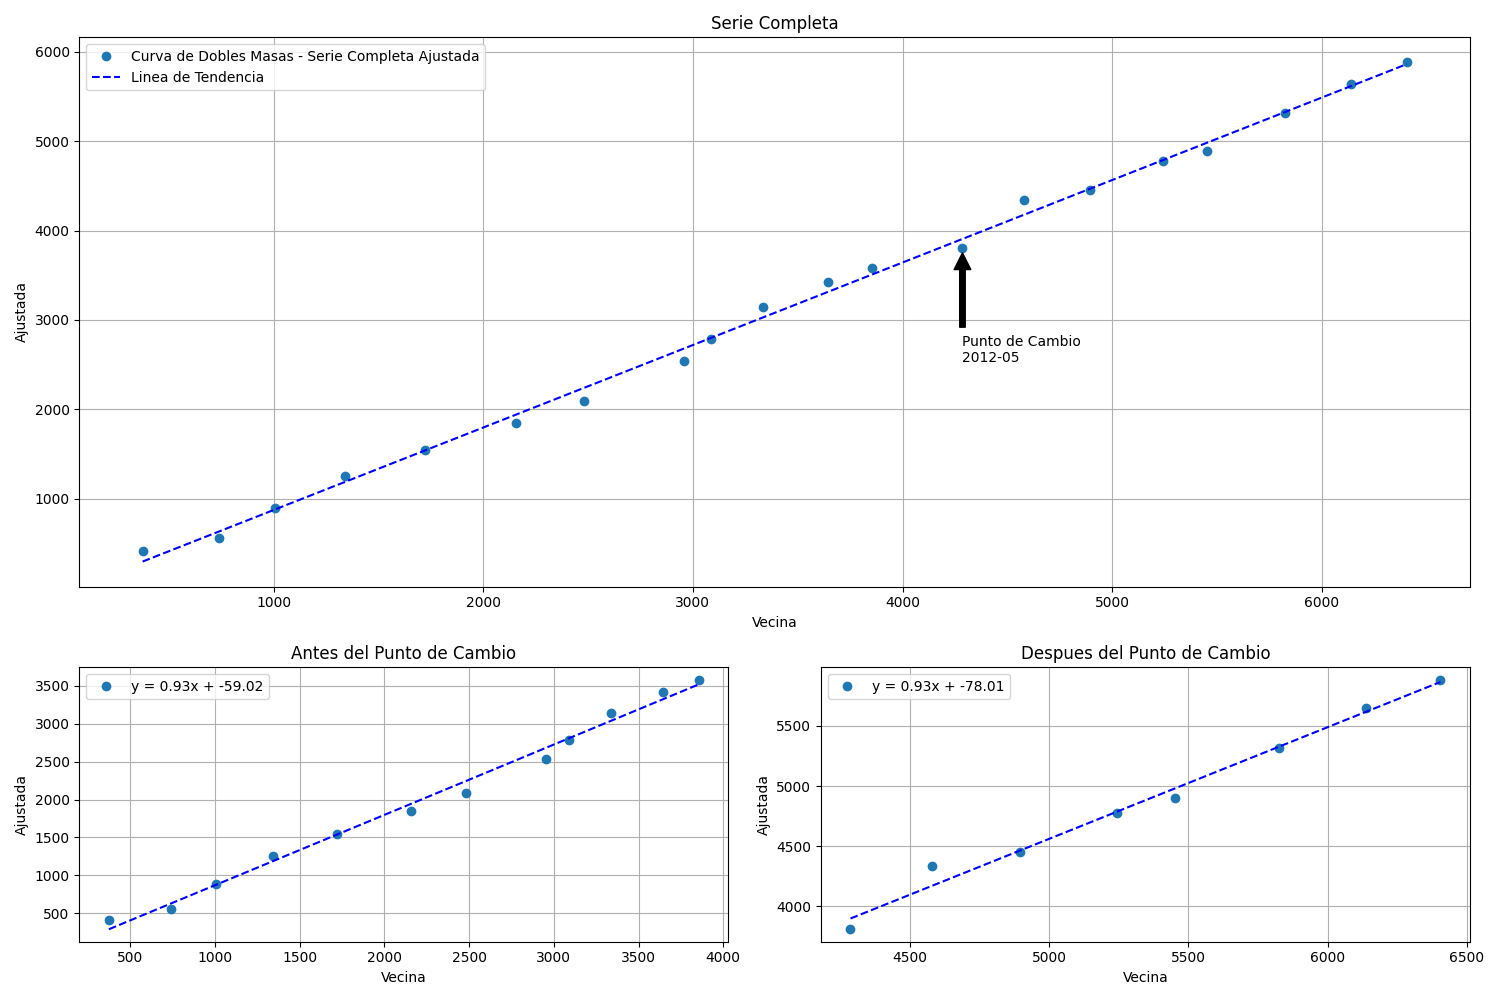 Serie Completa
Curva de Dobles Masas - Serie Completa Ajustada
Linea de Tendencia
6000
5000
4000
3000
2000
1000
Ajustada
Punto de Cambio
2012-05
1000 2000 3000 4000 5000 6000
Vecina
Antes del Punto de Cambio
y = 0.93x + -59.02
3500
3000
2500
2000
1500
1000
500
Ajustada
500 1000 1500 2000 2500 3000 3500 4000
Vecina
Despues del Punto de Cambio
y = 0.93x + -78.01
5500
5000
4500
4000
Ajustada
4500 5000 5500 6000 6500
Vecina